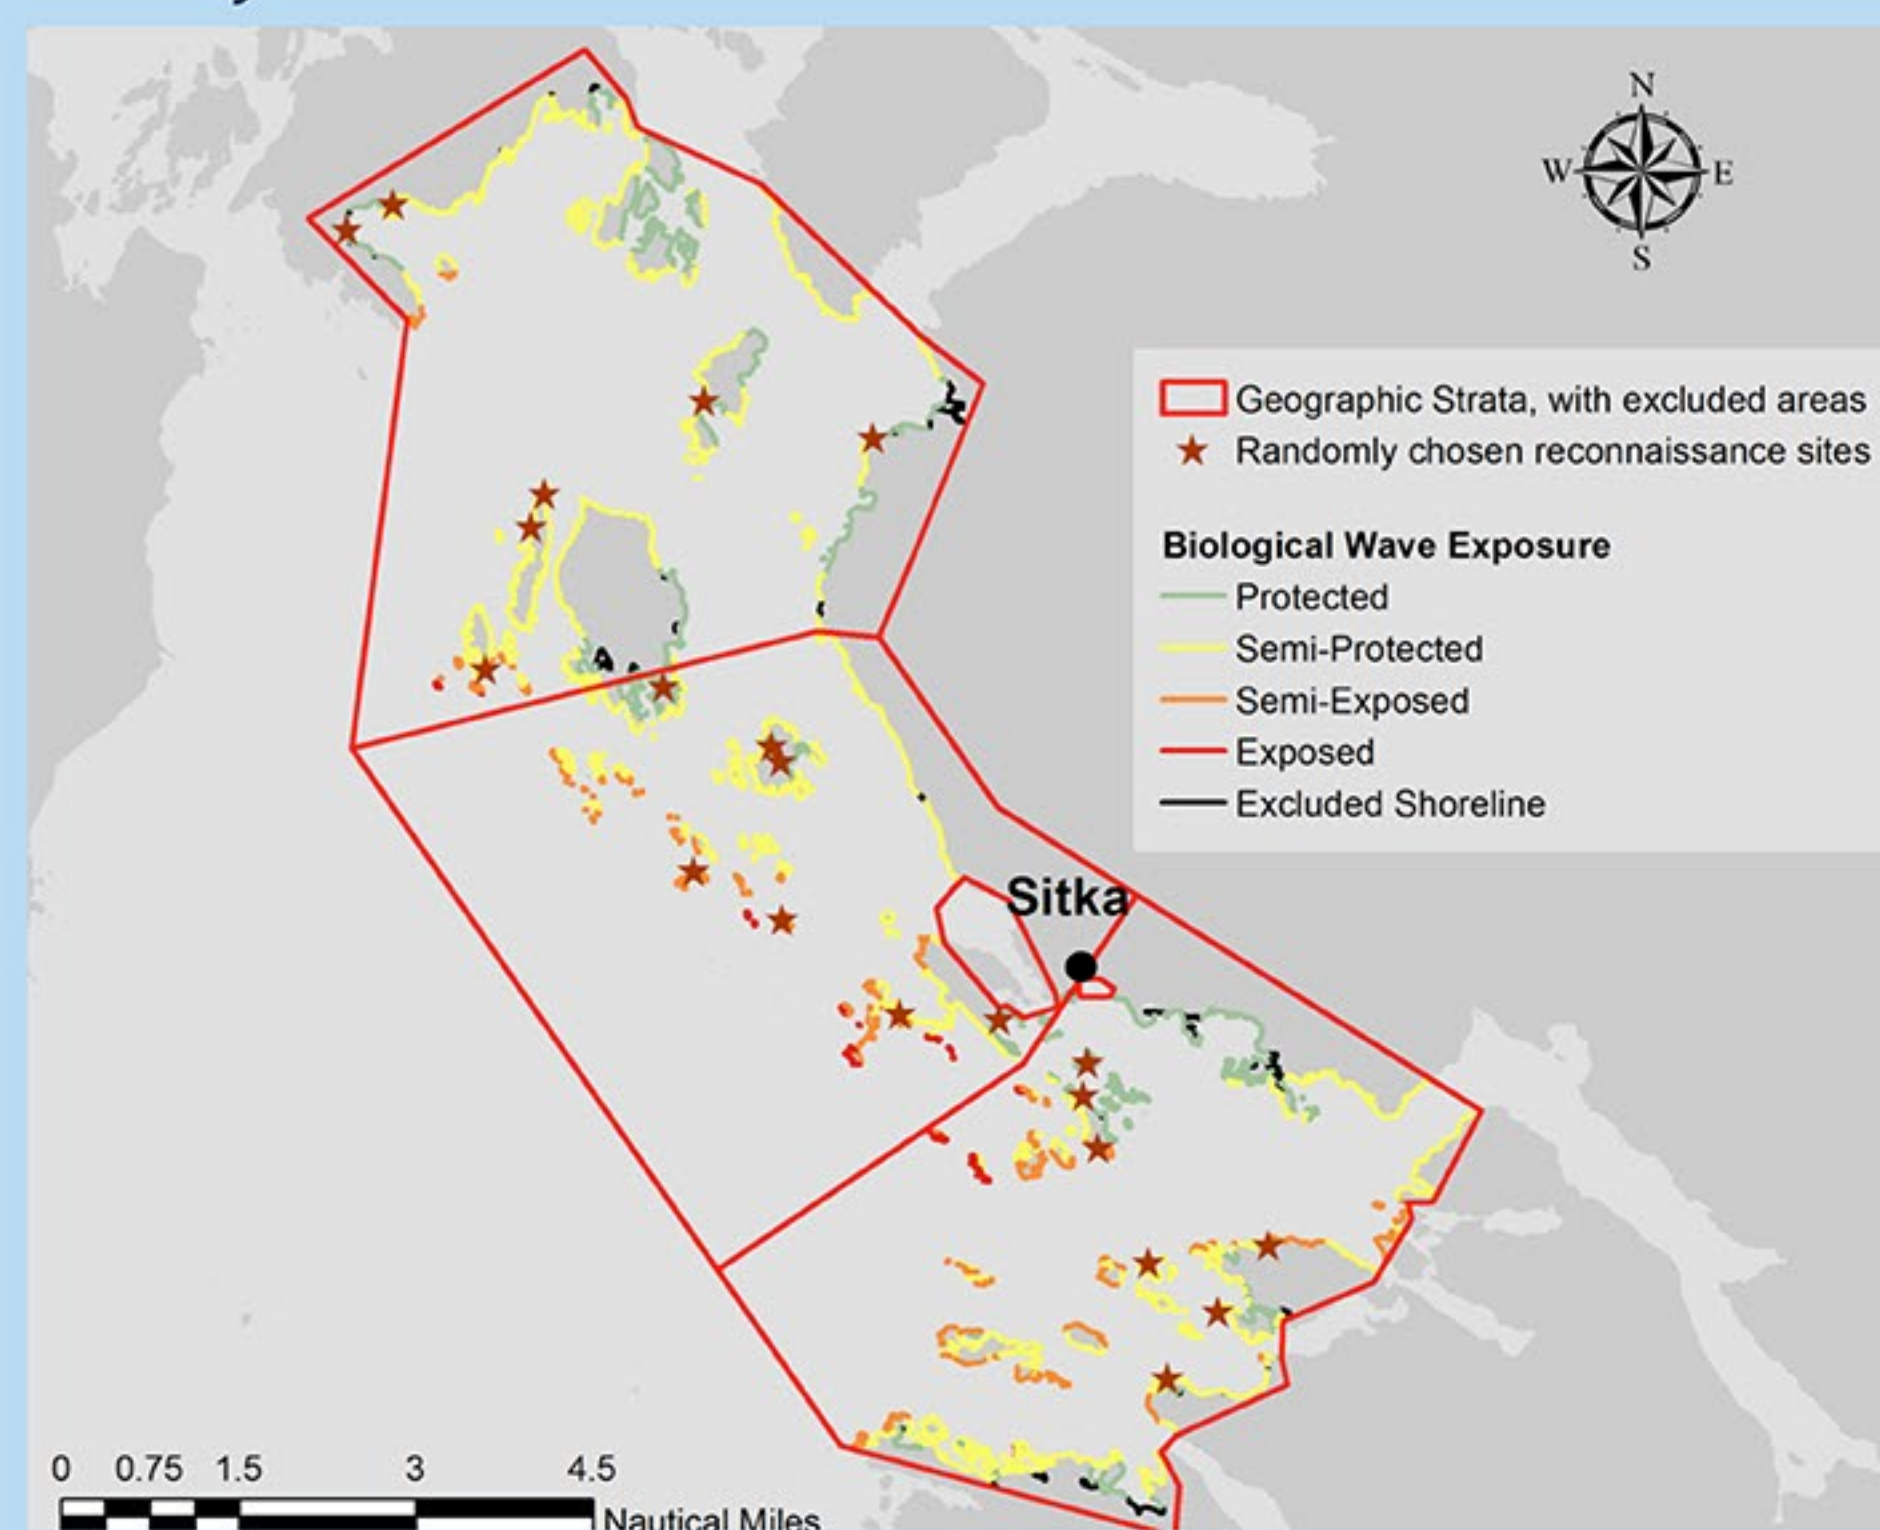 N
W E
S
Geographic Strata, with excluded areas
Randomly chosen reconnaissance sites
Biological Wave Exposure
Protected
Semi-Protected
Semi-Exposed
Exposed
Excluded Shoreline
Sitka
0 0.75 1.5 3 4.5
Nautical Miles